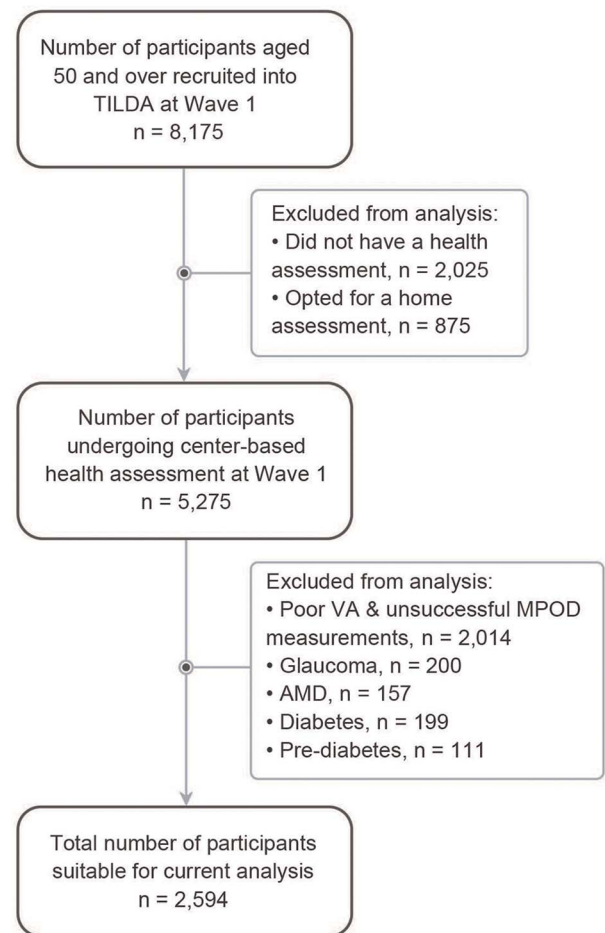 Number of participants aged
50 and over recruited into
TILDA at Wave 1
n = 8,175
Excluded from analysis:
• Did not have a health
assessment, n = 2,025
• Opted for a home
assessment, n = 875
Number of participants
undergoing center-based
health assessment at Wave 1
n = 5,275
Excluded from analysis:
• Poor VA & unsuccessful MPOD
measurements, n = 2,014
• Glaucoma, n = 200
• AMD, n = 157
• Diabetes, n = 199
• Pre-diabetes, n = 111
Total number of participants
suitable for current analysis
n = 2,594